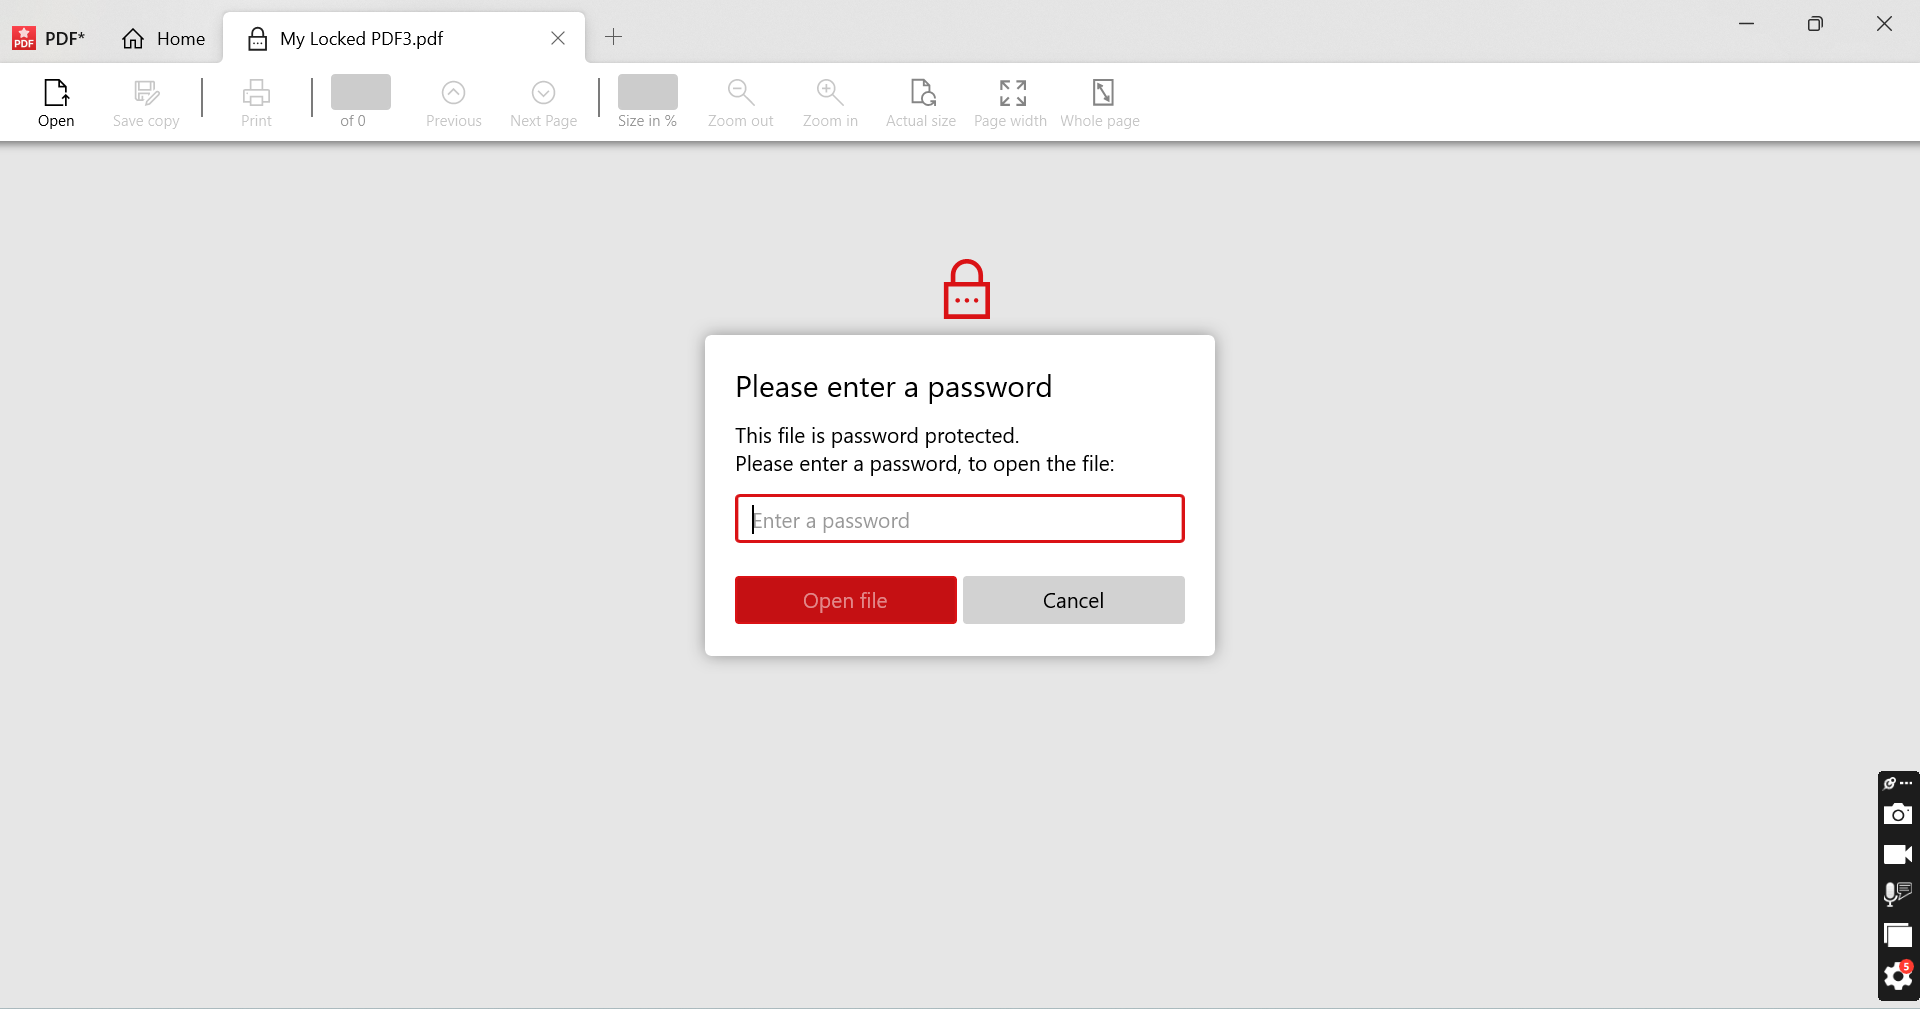 PDF PDF* Home My Locked PDF3.pdf
Open Save copy Print of 0 Previous Next Page Size in % Zoom out Zoom in Actual size Page width Whole page
Please enter a password
This file is password protected.
Please enter a password, to open the file:
Enter a password
Open file Cancel
5